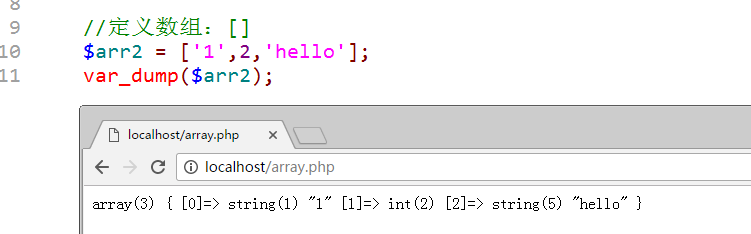 8
9 //定义数组：[]
10 $arr2 = ['1',2,'hello'];
11 var_dump($arr2);
localhost/array.php
localhost/array.php
array(3) { [0]=> string(1) "1" [1]=> int(2) [2]=> string(5) "hello" }